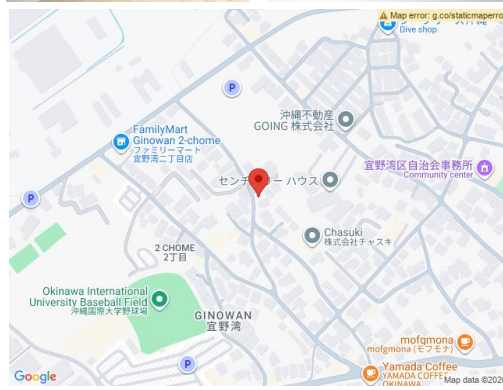 Map error: g.co/staticmaperro
Dive shop
P
沖縄不動産
GOING 株式会社
FamilyMart
Ginowan 2-chome
ファミリーマート
宜野湾二丁目店
宜野湾区自治会事務所
Community center
ハウス
P
Chasuki
株式会社チャスキ
2 CHOME
2丁目
Okinawa International
University Baseball Field
沖縄国際大学野球場
GINOWAN
宜野湾
mofgmona
mofgmona (モフモナ)
P
Yamada Coffee
YAMADA COFFEE
OKINAWA
Google
Map data ©202